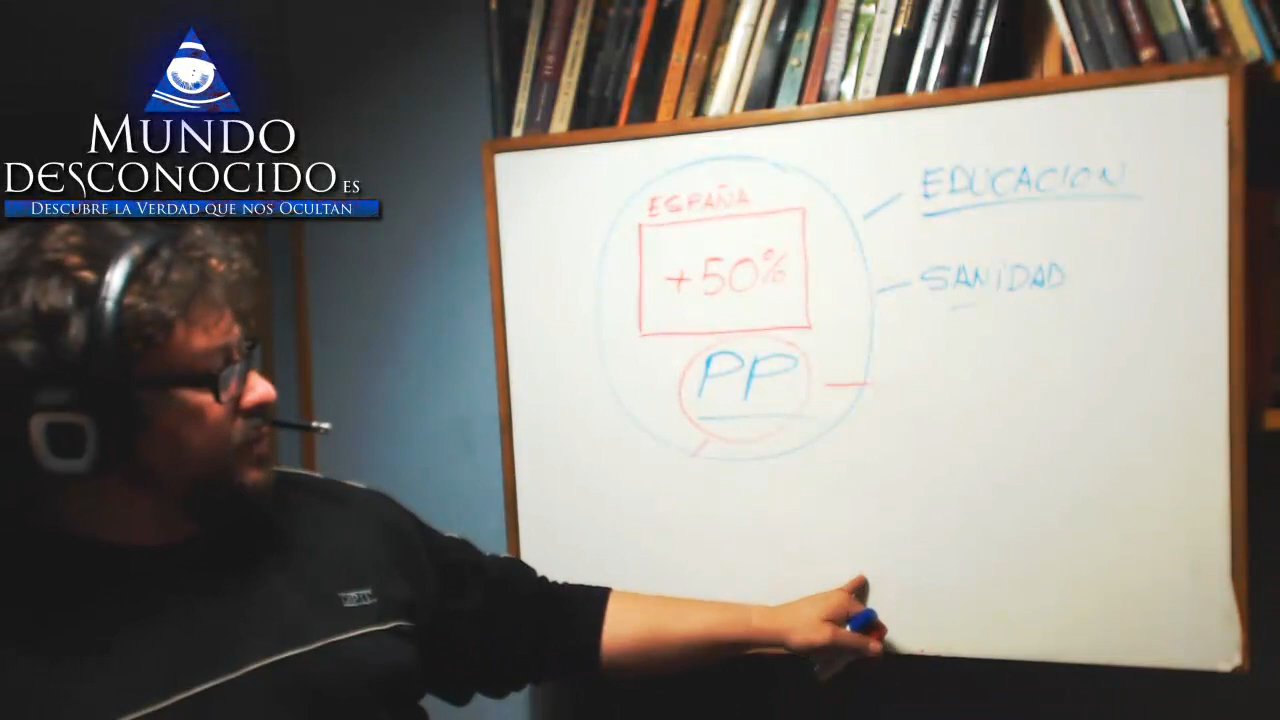 MUNDO
DESCONOCIDO ES
DESCUBRE LA VERDAD QUE NOS OCULTAN
ESPAÑA
+50%
PP
EDUCACION
SANIDAD